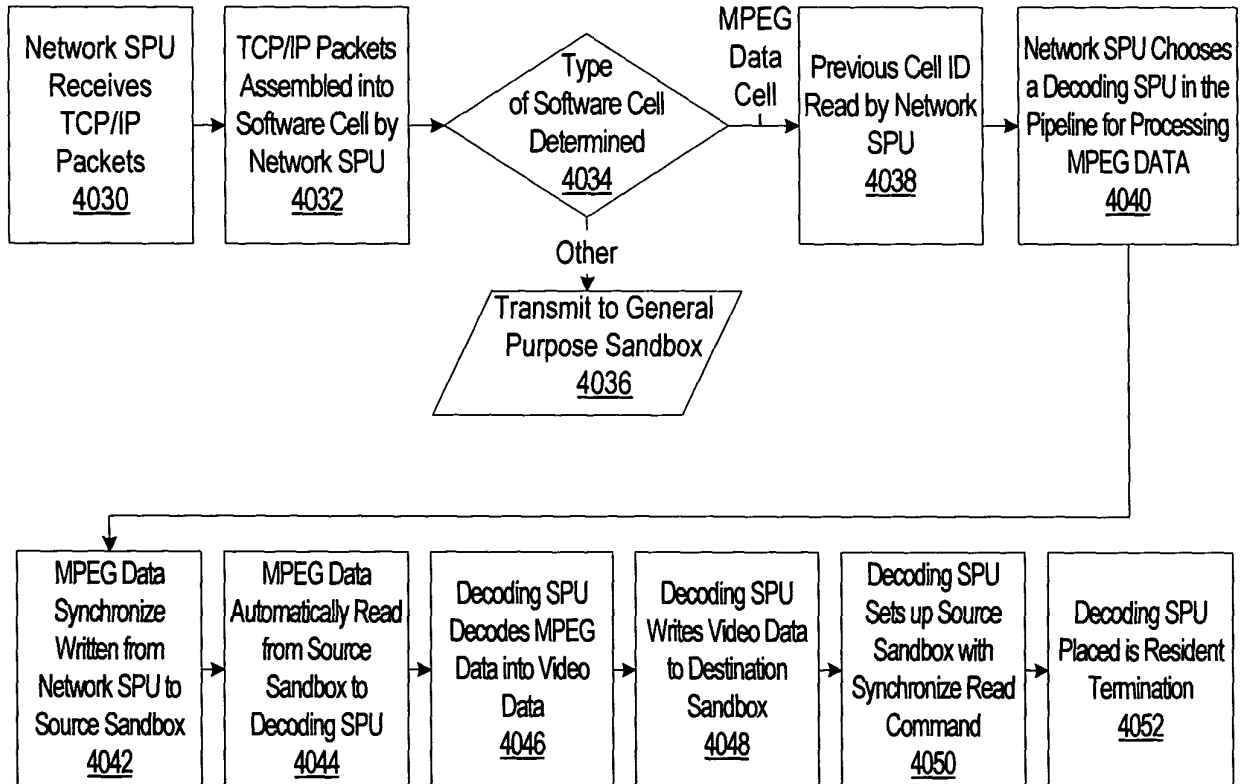 Network SPU
Receives
TCP/IP
Packets
4030
TCP/IP Packets
Assembled into
Software Cell by
Network SPU
4032
Type
of Software Cell
Determined
4034
MPEG
Data
Cell
Previous Cell ID
Read by Network
SPU
4038
Network SPU Chooses
a Decoding SPU in the
Pipeline for Processing
MPEG DATA
4040
Other
Transmit to General
Purpose Sandbox
4036
MPEG Data
Synchronize
Written from
Network SPU to
Source Sandbox
4042
MPEG Data
Automatically Read
from Source
Sandbox to
Decoding SPU
4044
Decoding SPU
Decodes MPEG
Data into Video
Data
4046
Decoding SPU
Writes Video Data
to Destination
Sandbox
4048
Decoding SPU
Sets up Source
Sandbox with
Synchronize Read
Command
4050
Decoding SPU
Placed is Resident
Termination
4052